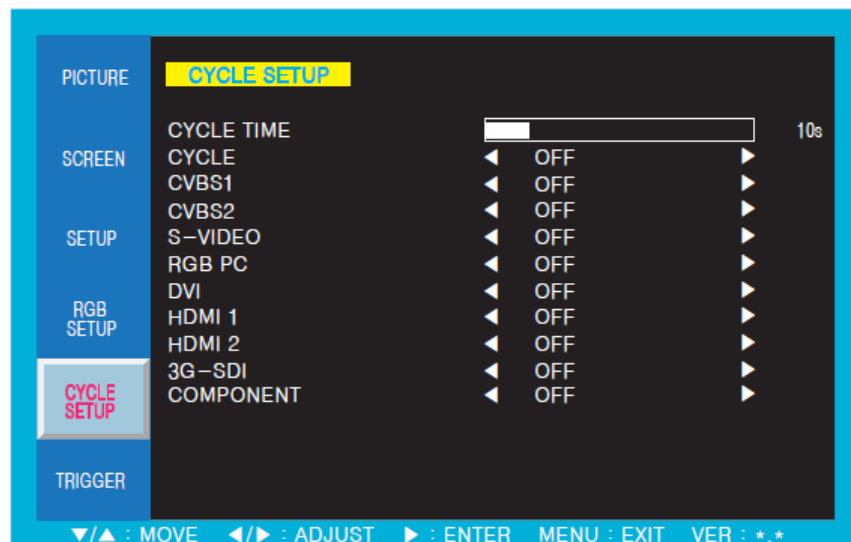 PICTURE
SCREEN
SETUP
RGB
SETUP
CYCLE
SETUP
TRIGGER
CYCLE SETUP
CYCLE TIME 10s
CYCLE ◀ OFF ▶
CVBS1 ◀ OFF ▶
CVBS2 ◀ OFF ▶
S-VIDEO ◀ OFF ▶
RGB PC ◀ OFF ▶
DVI ◀ OFF ▶
HDMI 1 ◀ OFF ▶
HDMI 2 ◀ OFF ▶
3G-SDI ◀ OFF ▶
COMPONENT ◀ OFF ▶
▼/▲ : MOVE ◀/▶ : ADJUST ▶ : ENTER MENU : EXIT VER : *.*